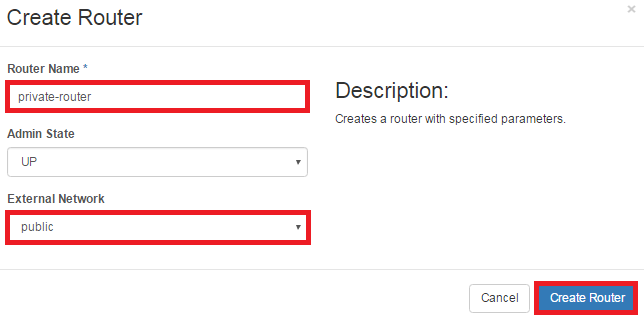 Create Router
×
Router Name *
private-router
Admin State
UP
External Network
public
Description:
Creates a router with specified parameters.
Cancel
Create Router